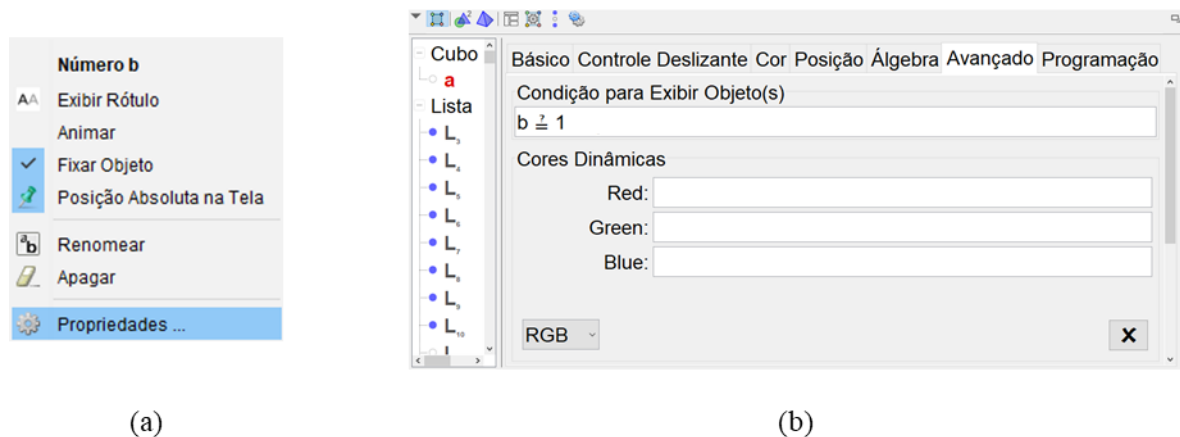 Número b
AA Exibir Rótulo
Animar
Fixar Objeto
Posição Absoluta na Tela
ab Renomear
Apagar
Propriedades ...
(a)
Cubo
a
Lista
L3
L4
L5
L6
L7
L8
L9
L10
Básico Controle Deslizante Cor Posição Álgebra Avançado Programação
Condição para Exibir Objeto(s)
b ≟ 1
Cores Dinâmicas
Red:
Green:
Blue:
RGB
X
(b)